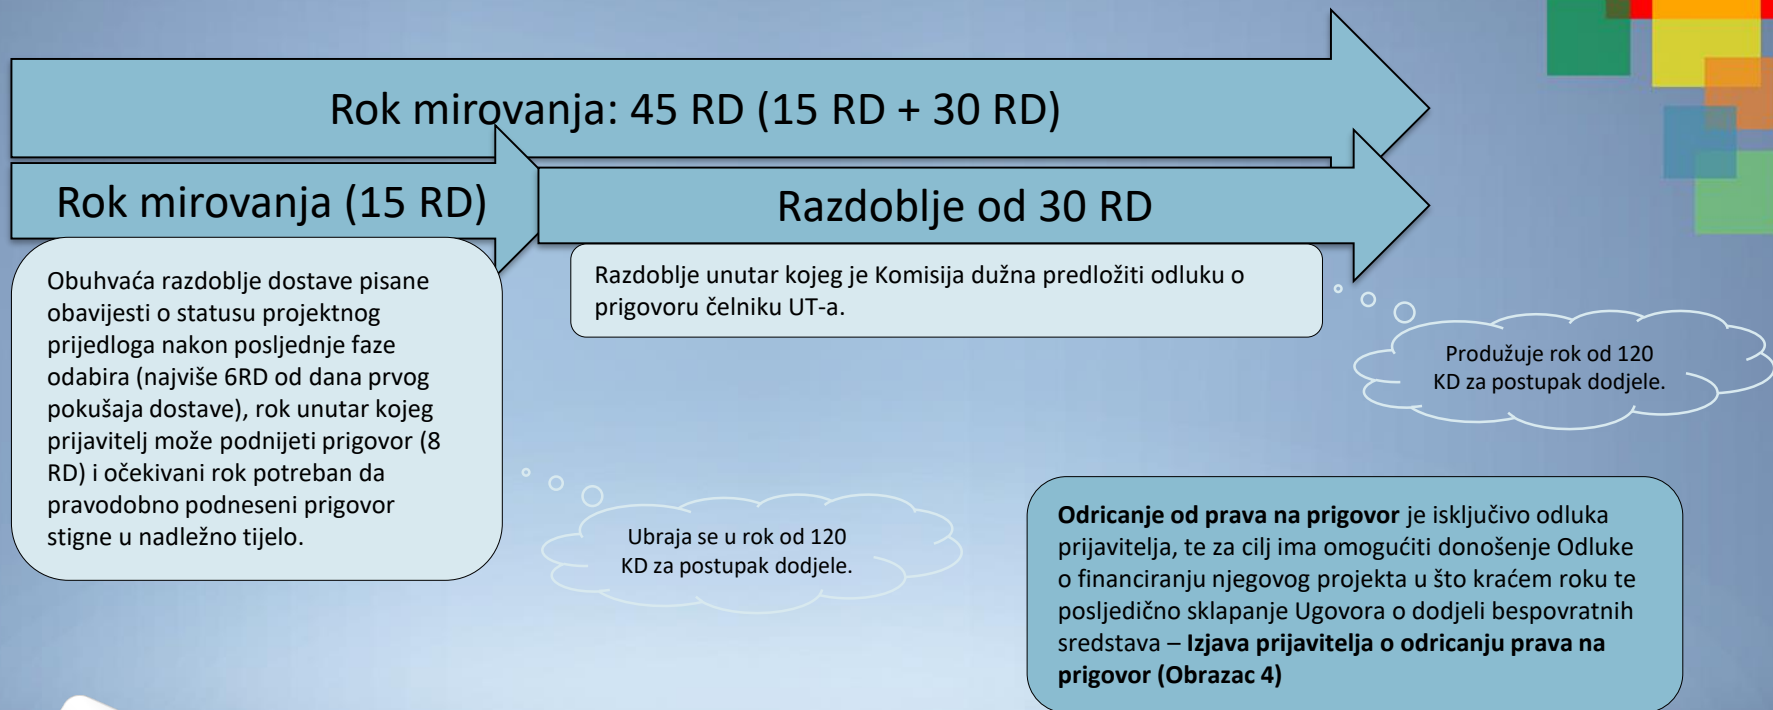 Rok mirovanja: 45 RD (15 RD + 30 RD)
Rok mirovanja (15 RD)
Razdoblje od 30 RD
Obuhvaća razdoblje dostave pisane
obavijesti o statusu projektnog
prijedloga nakon posljednje faze
odabira (najviše 6RD od dana prvog
pokušaja dostave), rok unutar kojeg
prijavitelj može podnijeti prigovor (8
RD) i očekivani rok potreban da
pravodobno podneseni prigovor
stigne u nadležno tijelo.
Razdoblje unutar kojeg je Komisija dužna predložiti odluku o
prigovoru čelniku UT-a.
Produžuje rok od 120
KD za postupak dodjele.
Ubraja se u rok od 120
KD za postupak dodjele.
Odricanje od prava na prigovor je isključivo odluka
prijavitelja, te za cilj ima omogućiti donošenje Odluke
o financiranju njegovog projekta u što kraćem roku te
posljedično sklapanje Ugovora o dodjeli bespovratnih
sredstava – Izjava prijavitelja o odricanju prava na
prigovor (Obrazac 4)